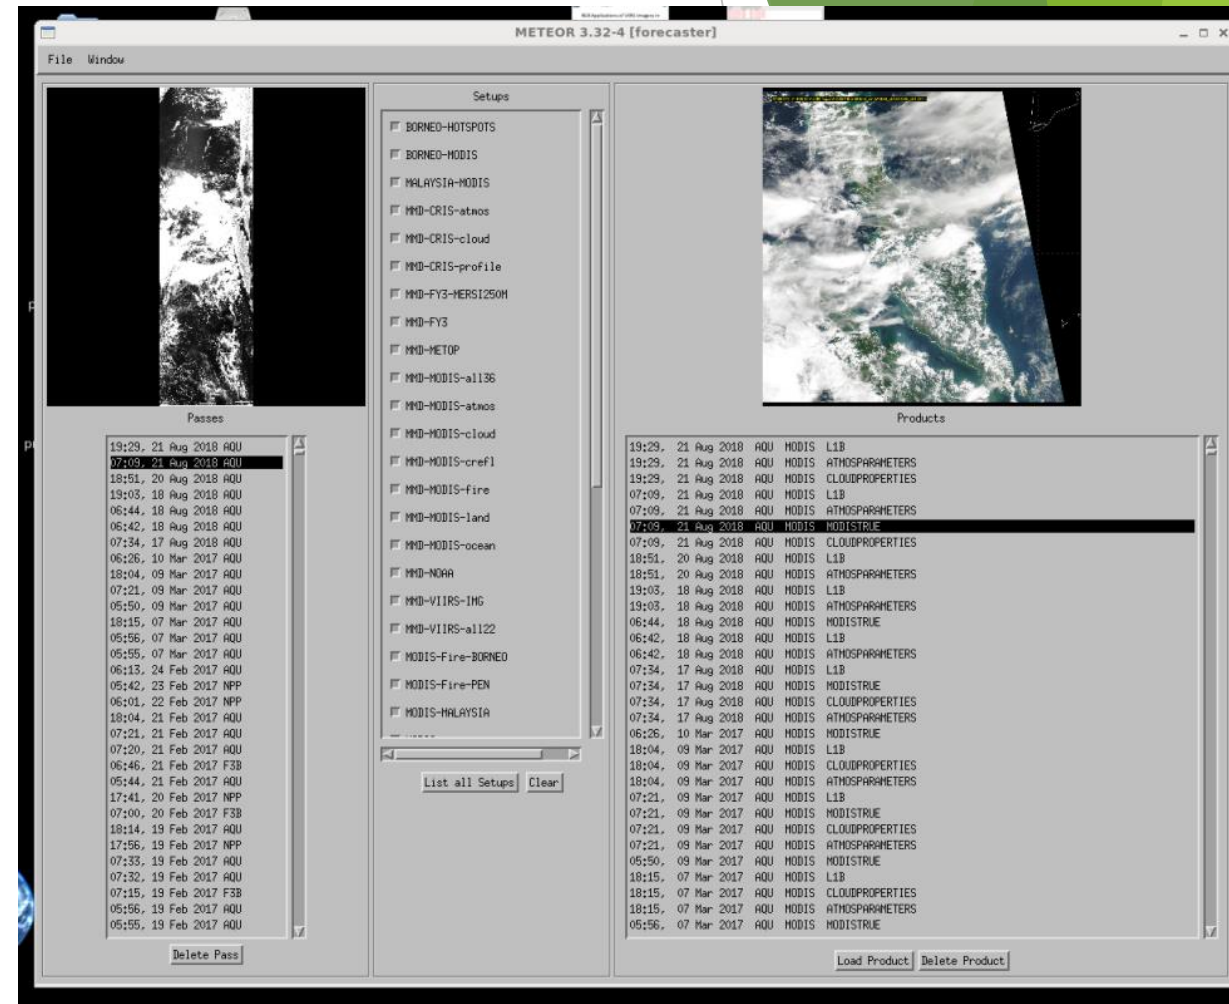 METEOR 3.32-4 [forecaster]
File Window
Passes
19:29, 21 Aug 2018 AQU
07:09, 21 Aug 2018 AQU
18:51, 20 Aug 2018 AQU
19:03, 18 Aug 2018 AQU
06:44, 18 Aug 2018 AQU
06:42, 18 Aug 2018 AQU
07:34, 17 Aug 2018 AQU
06:26, 10 Mar 2017 AQU
18:04, 09 Mar 2017 AQU
07:21, 09 Mar 2017 AQU
05:50, 09 Mar 2017 AQU
18:15, 07 Mar 2017 AQU
05:56, 07 Mar 2017 AQU
05:55, 07 Mar 2017 AQU
06:13, 24 Feb 2017 AQU
05:42, 23 Feb 2017 NPP
06:01, 22 Feb 2017 NPP
18:04, 21 Feb 2017 AQU
07:21, 21 Feb 2017 AQU
07:20, 21 Feb 2017 AQU
06:46, 21 Feb 2017 F3B
05:44, 21 Feb 2017 AQU
17:41, 20 Feb 2017 NPP
07:00, 20 Feb 2017 F3B
18:14, 19 Feb 2017 AQU
17:56, 19 Feb 2017 NPP
07:33, 19 Feb 2017 AQU
07:32, 19 Feb 2017 AQU
07:15, 19 Feb 2017 F3B
05:56, 19 Feb 2017 AQU
05:55, 19 Feb 2017 AQU
Delete Pass
Setups
BORNEO-HOTSPOTS
BORNEO-MODIS
MALAYSIA-MODIS
MMD-CRIS-atmos
MMD-CRIS-cloud
MMD-CRIS-profile
MMD-FY3-MERSI250M
MMD-FY3
MMD-METOP
MMD-MODIS-all36
MMD-MODIS-atmos
MMD-MODIS-cloud
MMD-MODIS-crefl
MMD-MODIS-fire
MMD-MODIS-land
MMD-MODIS-ocean
MMD-NOAA
MMD-VIIRS-IMG
MMD-VIIRS-all22
MODIS-Fire-BORNEO
MODIS-Fire-PEN
MODIS-MALAYSIA
List all Setups Clear
Products
19:29, 21 Aug 2018 AQU MODIS L1B
19:29, 21 Aug 2018 AQU MODIS ATMOSPARAMETERS
19:29, 21 Aug 2018 AQU MODIS CLOUDPROPERTIES
07:09, 21 Aug 2018 AQU MODIS L1B
07:09, 21 Aug 2018 AQU MODIS ATMOSPARAMETERS
07:09, 21 Aug 2018 AQU MODIS MODISTRUE
07:09, 21 Aug 2018 AQU MODIS CLOUDPROPERTIES
18:51, 20 Aug 2018 AQU MODIS L1B
18:51, 20 Aug 2018 AQU MODIS ATMOSPARAMETERS
19:03, 18 Aug 2018 AQU MODIS L1B
19:03, 18 Aug 2018 AQU MODIS ATMOSPARAMETERS
06:44, 18 Aug 2018 AQU MODIS MODISTRUE
06:42, 18 Aug 2018 AQU MODIS L1B
06:42, 18 Aug 2018 AQU MODIS ATMOSPARAMETERS
07:34, 17 Aug 2018 AQU MODIS L1B
07:34, 17 Aug 2018 AQU MODIS MODISTRUE
07:34, 17 Aug 2018 AQU MODIS CLOUDPROPERTIES
07:34, 17 Aug 2018 AQU MODIS ATMOSPARAMETERS
06:26, 10 Mar 2017 AQU MODIS MODISTRUE
18:04, 09 Mar 2017 AQU MODIS L1B
18:04, 09 Mar 2017 AQU MODIS CLOUDPROPERTIES
18:04, 09 Mar 2017 AQU MODIS ATMOSPARAMETERS
07:21, 09 Mar 2017 AQU MODIS L1B
07:21, 09 Mar 2017 AQU MODIS MODISTRUE
07:21, 09 Mar 2017 AQU MODIS CLOUDPROPERTIES
07:21, 09 Mar 2017 AQU MODIS ATMOSPARAMETERS
05:50, 09 Mar 2017 AQU MODIS MODISTRUE
18:15, 07 Mar 2017 AQU MODIS L1B
18:15, 07 Mar 2017 AQU MODIS CLOUDPROPERTIES
18:15, 07 Mar 2017 AQU MODIS ATMOSPARAMETERS
05:56, 07 Mar 2017 AQU MODIS MODISTRUE
Load Product Delete Product